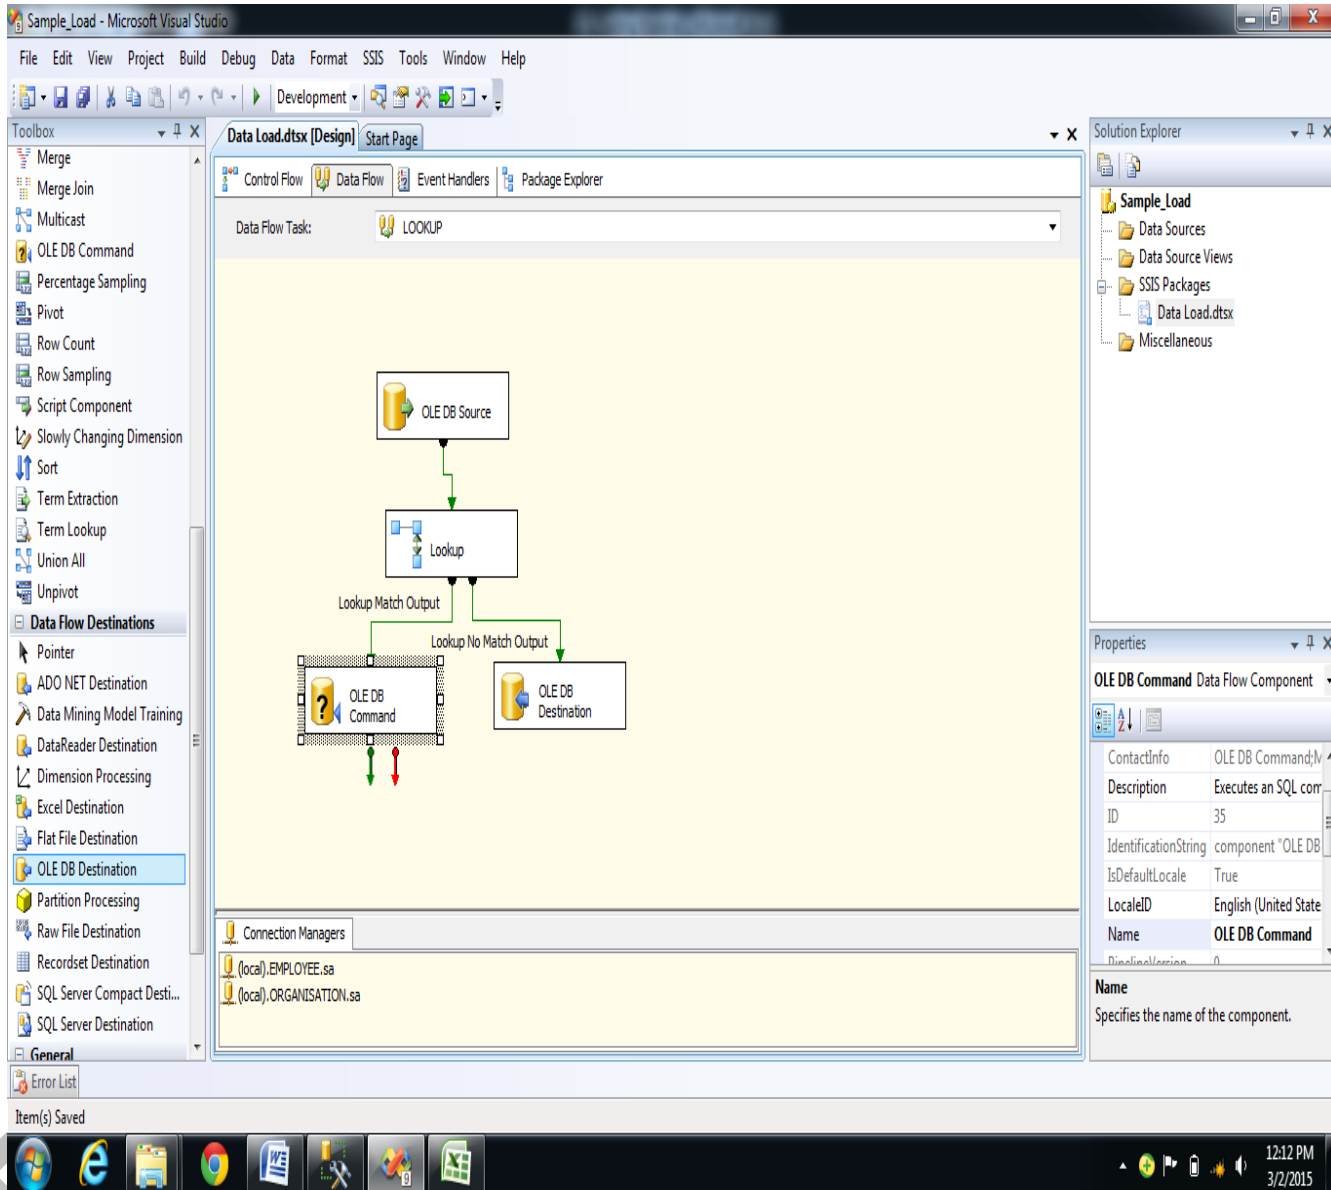 Sample_Load - Microsoft Visual Studio
File Edit View Project Build Debug Data Format SSIS Tools Window Help
Development
Toolbox
Merge
Merge Join
Multicast
OLE DB Command
Percentage Sampling
Pivot
Row Count
Row Sampling
Script Component
Slowly Changing Dimension
Sort
Term Extraction
Term Lookup
Union All
Unpivot
Data Flow Destinations
Pointer
ADO NET Destination
Data Mining Model Training
DataReader Destination
Dimension Processing
Excel Destination
Flat File Destination
OLE DB Destination
Partition Processing
Raw File Destination
Recordset Destination
SQL Server Compact Desti...
SQL Server Destination
General
Data Load.dtsx [Design] Start Page
Control Flow Data Flow Event Handlers Package Explorer
Data Flow Task: LOOKUP
OLE DB Source
Lookup
Lookup Match Output
Lookup No Match Output
OLE DB
Command
OLE DB
Destination
Connection Managers
(local).EMPLOYEE.sa
(local).ORGANISATION.sa
Solution Explorer
Sample_Load
Data Sources
Data Source Views
SSIS Packages
Data Load.dtsx
Miscellaneous
Properties
OLE DB Command Data Flow Component
ContactInfo OLE DB Command;M
Description Executes an SQL com
ID 35
IdentificationString component "OLE DB
IsDefaultLocale True
LocaleID English (United State
Name OLE DB Command
PipelineVersion 0
Name
Specifies the name of the component.
Error List
Item(s) Saved
12:12 PM
3/2/2015